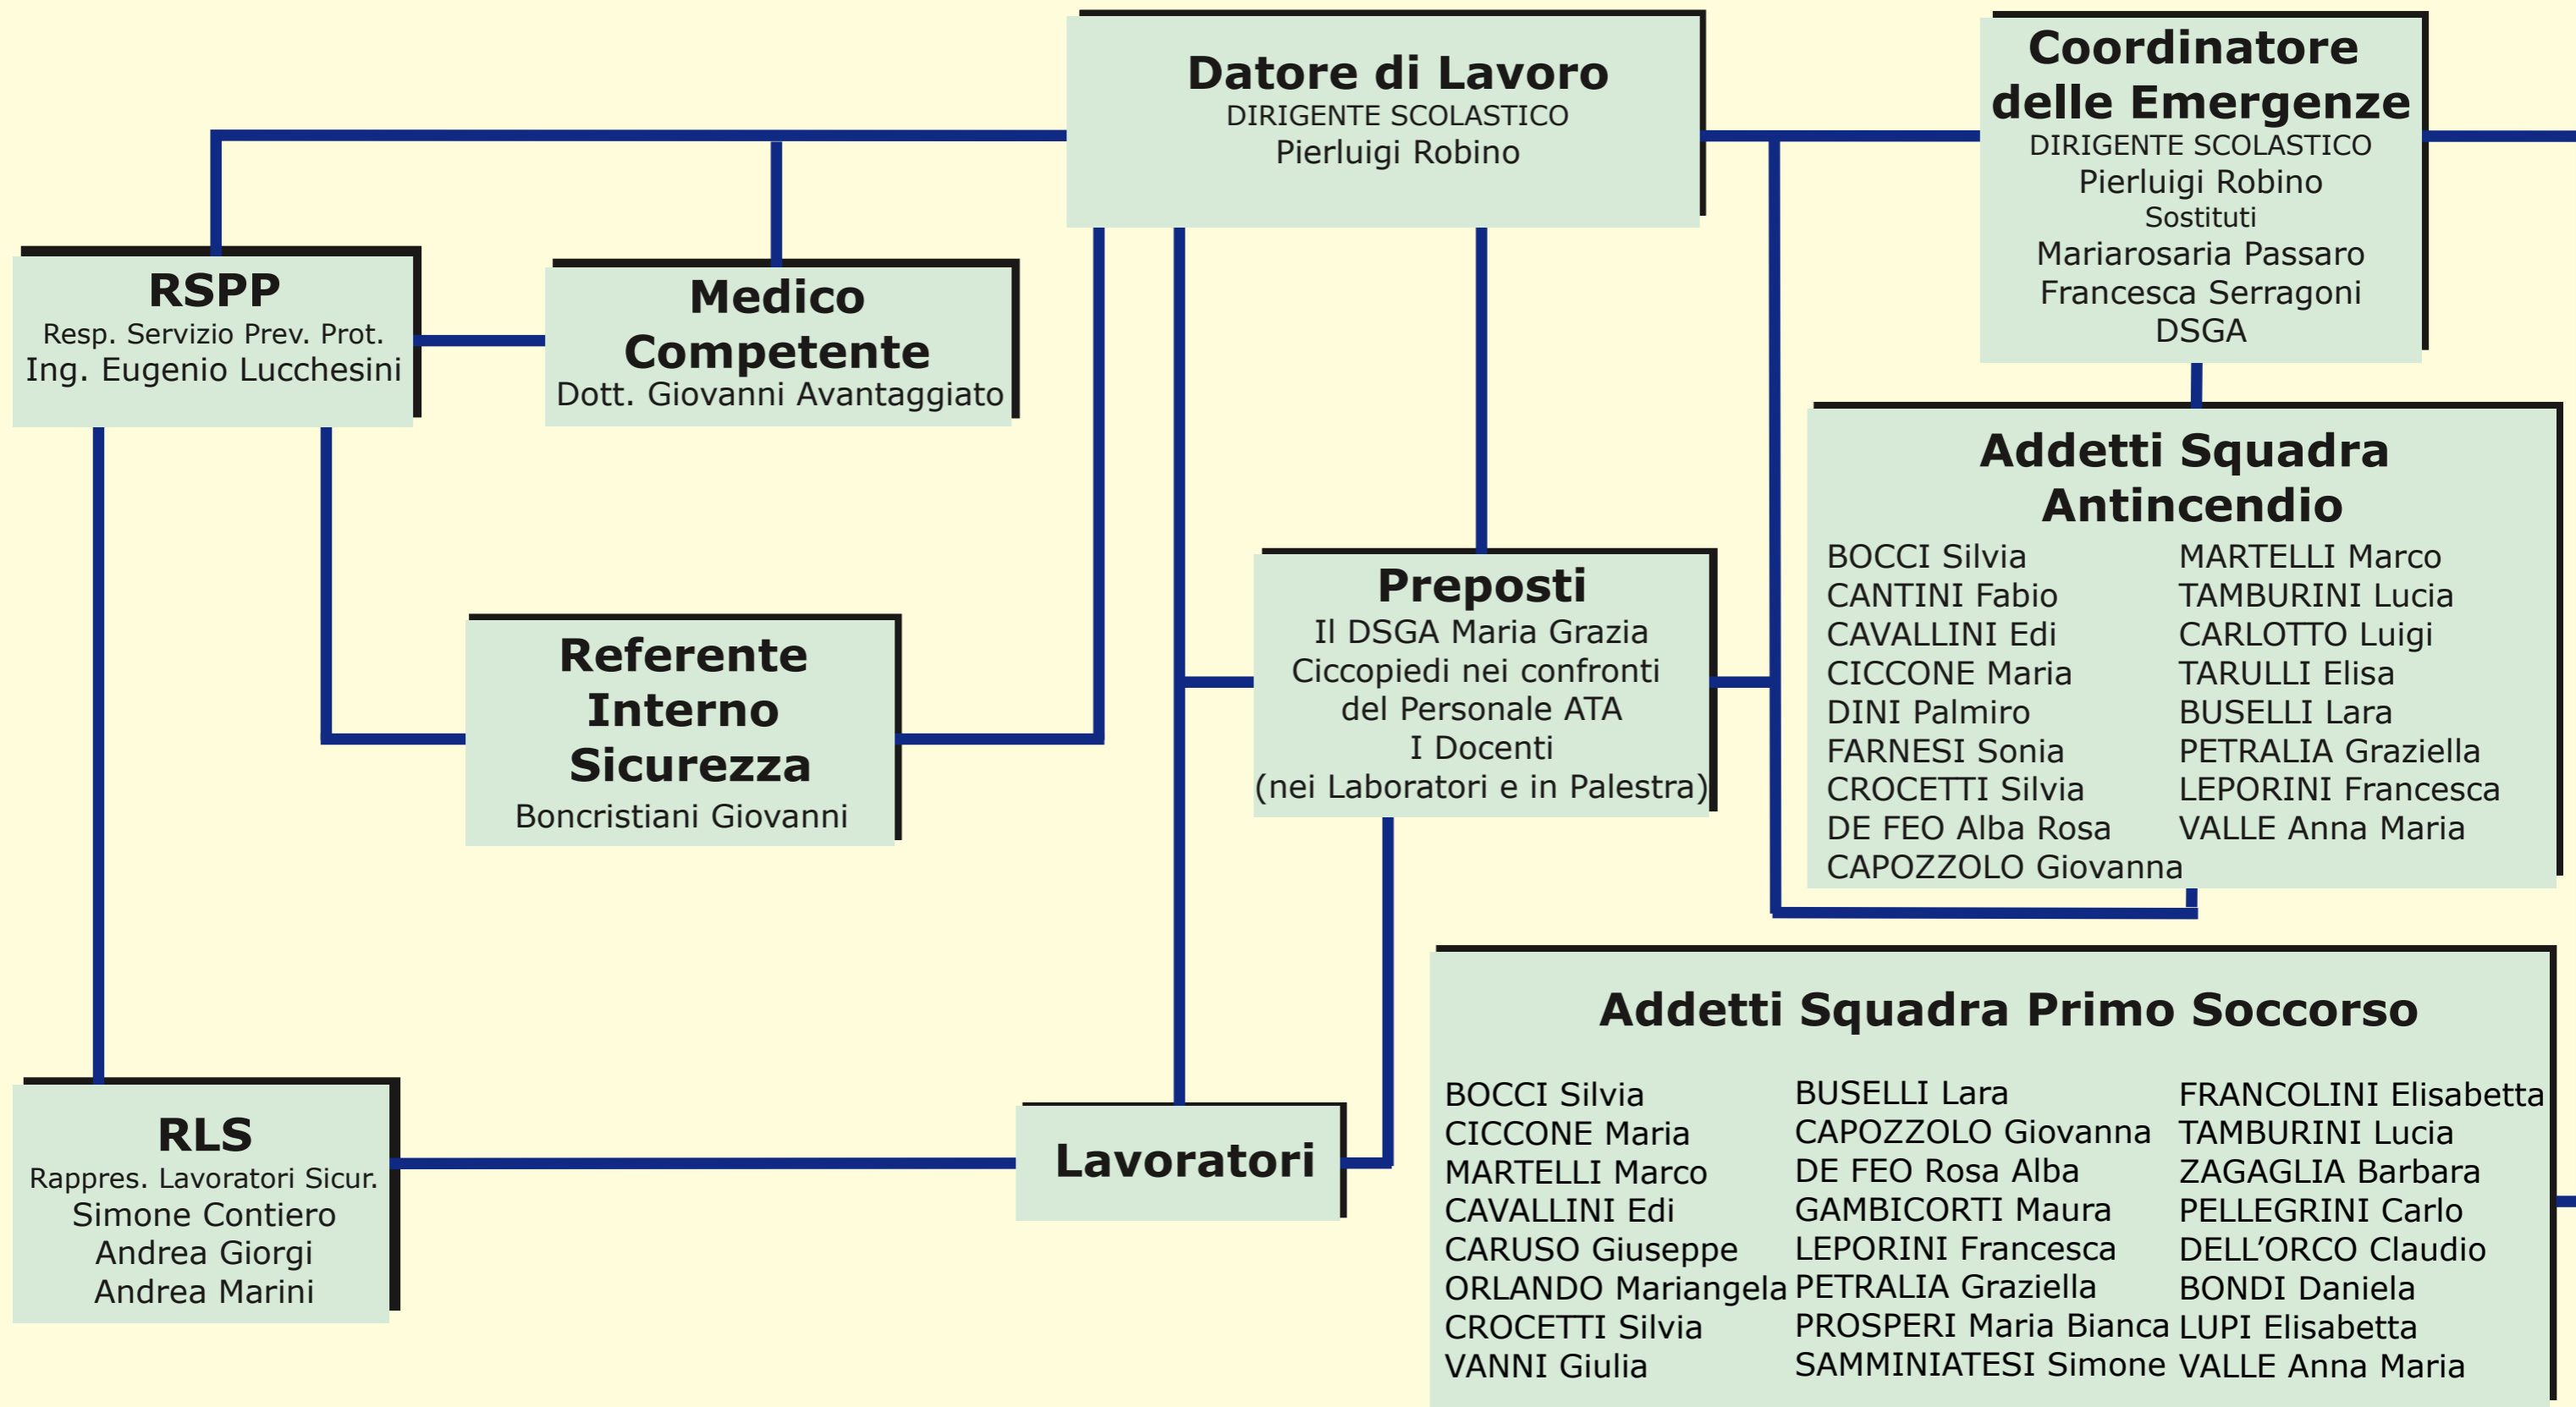 Datore di Lavoro
DIRIGENTE SCOLASTICO
Pierluigi Robino
Coordinatore
delle Emergenze
DIRIGENTE SCOLASTICO
Pierluigi Robino
Sostituti
Mariarosaria Passaro
Francesca Serragoni
DSGA
RSPP
Resp. Servizio Prev. Prot.
Ing. Eugenio Lucchesini
Medico
Competente
Dott. Giovanni Avantaggiato
Addetti Squadra
Antincendio
BOCCI Silvia
CANTINI Fabio
CAVALLINI Edi
CICCONE Maria
DINI Palmiro
FARNESI Sonia
CROCETTI Silvia
DE FEO Alba Rosa
CAPOZZOLO Giovanna
MARTELLI Marco
TAMBURINI Lucia
CARLOTTO Luigi
TARULLI Elisa
BUSELLI Lara
PETRALIA Graziella
LEPORINI Francesca
VALLE Anna Maria
Preposti
Il DSGA Maria Grazia
Ciccopiedi nei confronti
del Personale ATA
I Docenti
(nei Laboratori e in Palestra)
Referente
Interno
Sicurezza
Boncristiani Giovanni
Addetti Squadra Primo Soccorso
BOCCI Silvia
CICCONE Maria
MARTELLI Marco
CAVALLINI Edi
CARUSO Giuseppe
ORLANDO Mariangela
CROCETTI Silvia
VANNI Giulia
BUSELLI Lara
CAPOZZOLO Giovanna
DE FEO Rosa Alba
GAMBICORTI Maura
LEPORINI Francesca
PETRALIA Graziella
PROSPERI Maria Bianca
SAMMINIATESI Simone
FRANCOLINI Elisabetta
TAMBURINI Lucia
ZAGAGLIA Barbara
PELLEGRINI Carlo
DELL’ORCO Claudio
BONDI Daniela
LUPI Elisabetta
VALLE Anna Maria
RLS
Rappres. Lavoratori Sicur.
Simone Contiero
Andrea Giorgi
Andrea Marini
Lavoratori